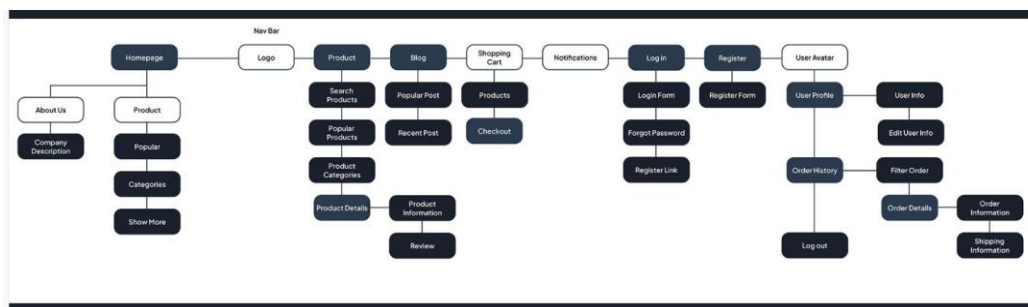 Nav Bar
Homepage
Logo
Product
Blog
Shopping
Cart
Notifications
Log in
Register
User Avatar
About Us
Product
Search
Products
Popular Post
Products
Login Form
Register Form
User Profile
User Info
Company
Description
Popular
Popular
Products
Recent Post
Checkout
Forgot Password
Edit User Info
Categories
Product
Categories
Register Link
Order History
Filter Order
Show More
Product Details
Product
Information
Order Details
Order
Information
Review
Log out
Shipping
Information